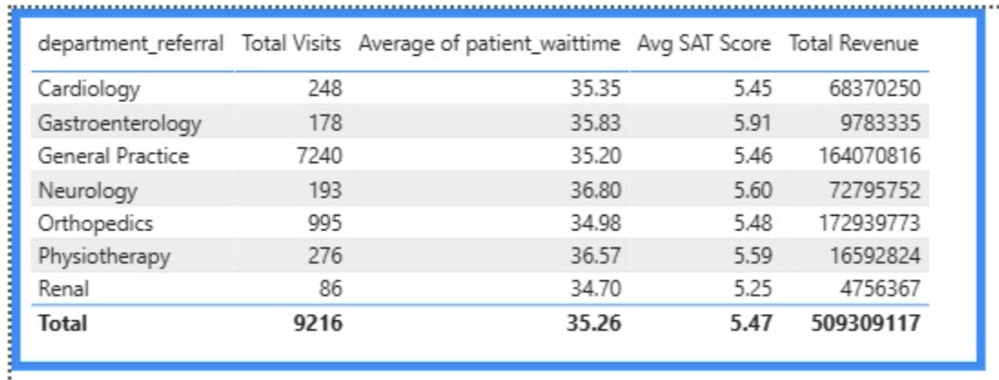 department_referral Total Visits Average of patient_waittime Avg SAT Score Total Revenue
Cardiology 248 35.35 5.45 68370250
Gastroenterology 178 35.83 5.91 9783335
General Practice 7240 35.20 5.46 164070816
Neurology 193 36.80 5.60 72795752
Orthopedics 995 34.98 5.48 172939773
Physiotherapy 276 36.57 5.59 16592824
Renal 86 34.70 5.25 4756367
Total 9216 35.26 5.47 509309117